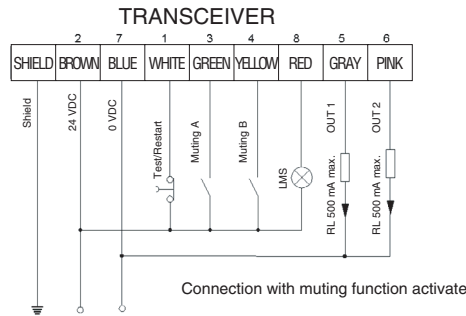 TRANSCEIVER
2 7 1 3 4 8 5 6
SHIELD BROWN BLUE WHITE GREEN YELLOW RED GRAY PINK
Shield
24 VDC
0 VDC
Test/Restart
Muting A
Muting B
LMS
OUT 1
RL 500 mA max.
OUT 2
RL 500 mA max.
Connection with muting function activate